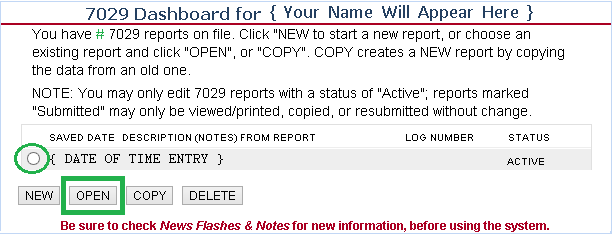 7029 Dashboard for { Your Name Will Appear Here }
You have # 7029 reports on file. Click "NEW to start a new report, or choose an
existing report and click "OPEN", or "COPY". COPY creates a NEW report by copying
the data from an old one.
NOTE: You may only edit 7029 reports with a status of "Active"; reports marked
"Submitted" may only be viewed/printed, copied, or resubmitted without change.
SAVED DATE DESCRIPTION (NOTES) FROM REPORT LOG NUMBER STATUS
{ DATE OF TIME ENTRY } ACTIVE
NEW OPEN COPY DELETE
Be sure to check News Flashes & Notes for new information, before using the system.